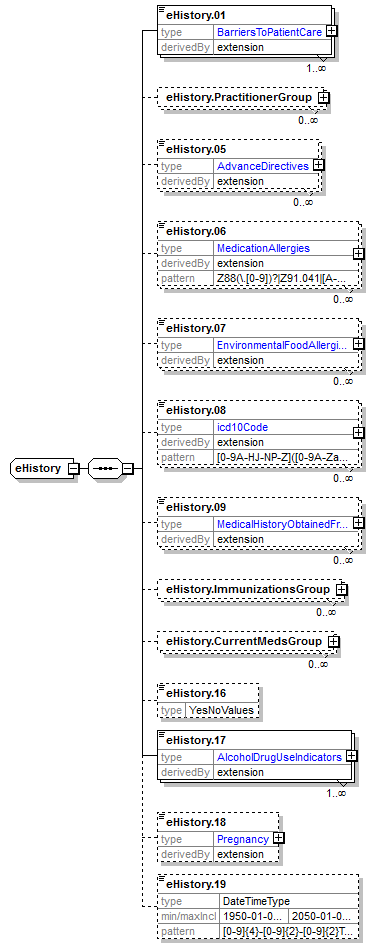 eHistory.01
type BarriersToPatientCare
derivedBy extension
1..∞
eHistory.PractitionerGroup
0..∞
eHistory.05
type AdvanceDirectives
derivedBy extension
0..∞
eHistory.06
type MedicationAllergies
derivedBy extension
pattern Z88(\.[0-9])?|Z91.041|[A-...
0..∞
eHistory.07
type EnvironmentalFoodAllergi...
derivedBy extension
0..∞
eHistory.08
type icd10Code
derivedBy extension
pattern [0-9A-HJ-NP-Z]([0-9A-Za...
0..∞
eHistory
eHistory.09
type MedicalHistoryObtainedFr...
derivedBy extension
0..∞
eHistory.ImmunizationsGroup
0..∞
eHistory.CurrentMedsGroup
0..∞
eHistory.16
type YesNoValues
eHistory.17
type AlcoholDrugUseIndicators
derivedBy extension
1..∞
eHistory.18
type Pregnancy
derivedBy extension
eHistory.19
type DateTimeType
min/maxIncl 1950-01-0... 2050-01-0...
pattern [0-9]{4}-[0-9]{2}-[0-9]{2}T...